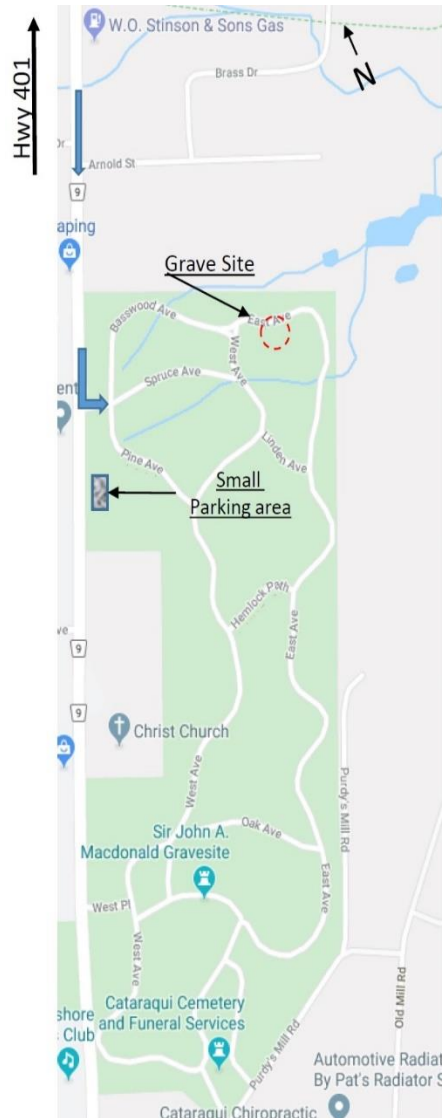 W.O. Stinson & Sons Gas
Hwy 401
N
Brass Dr
Dr
Arnold St
9
aping
Grave Site
Basswood Ave
East Ave
West Ave
Spruce Ave
ent
Linden Ave
Pine Ave
Small
Parking area
Hemlock Path
East Ave
ve
9
9
Christ Church
West Ave
Purdy's Mill Rd
Sir John A.
Macdonald Gravesite
Oak Ave
East Ave
West Pl
West Ave
Old Mill Rd
Cataraqui Cemetery
and Funeral Services
shore
s Club
Purdy's Mill Rd
Automotive Radiat
By Pat's Radiator S
Cataraqui Chiropractic